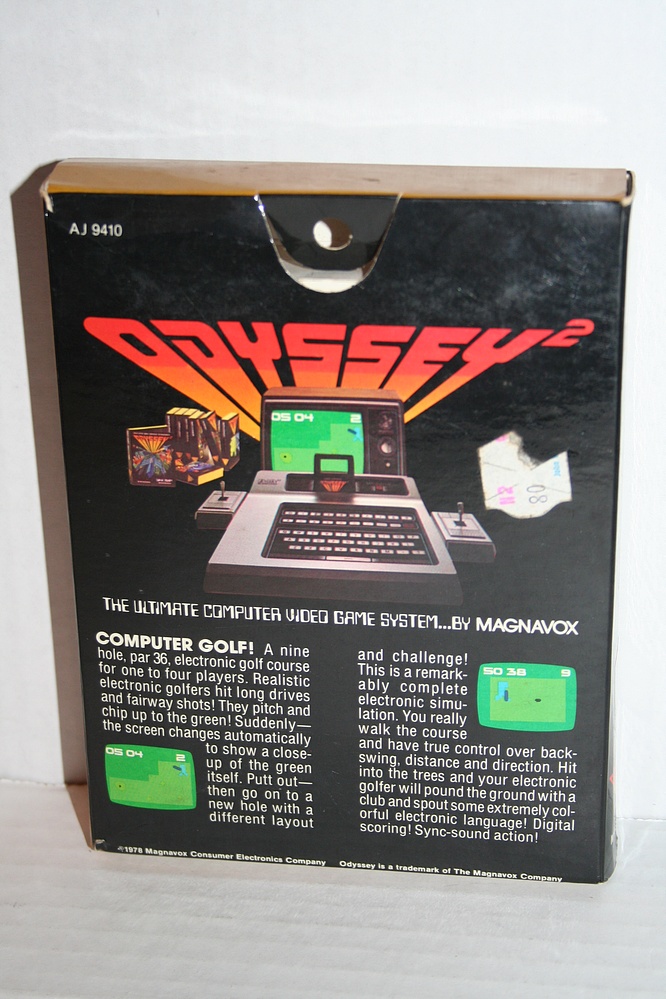 AJ 9410
ODYSSEY²
OS 04 2
112
80
THE ULTIMATE COMPUTER VIDEO GAME SYSTEM...BY MAGNAVOX
COMPUTER GOLF! A nine
hole, par 36, electronic golf course
for one to four players. Realistic
electronic golfers hit long drives
and fairway shots! They pitch and
chip up to the green! Suddenly—
the screen changes automatically
to show a close-
up of the green
itself. Putt out—
then go on to a
new hole with a
different layout
OS 04 2
and challenge!
This is a remark-
ably complete
electronic simu-
lation. You really
walk the course
and have true control over back-
swing, distance and direction. Hit
into the trees and your electronic
golfer will pound the ground with a
club and spout some extremely col-
orful electronic language! Digital
scoring! Sync-sound action!
SO 38 9
©1978 Magnavox Consumer Electronics Company Odyssey is a trademark of The Magnavox Company